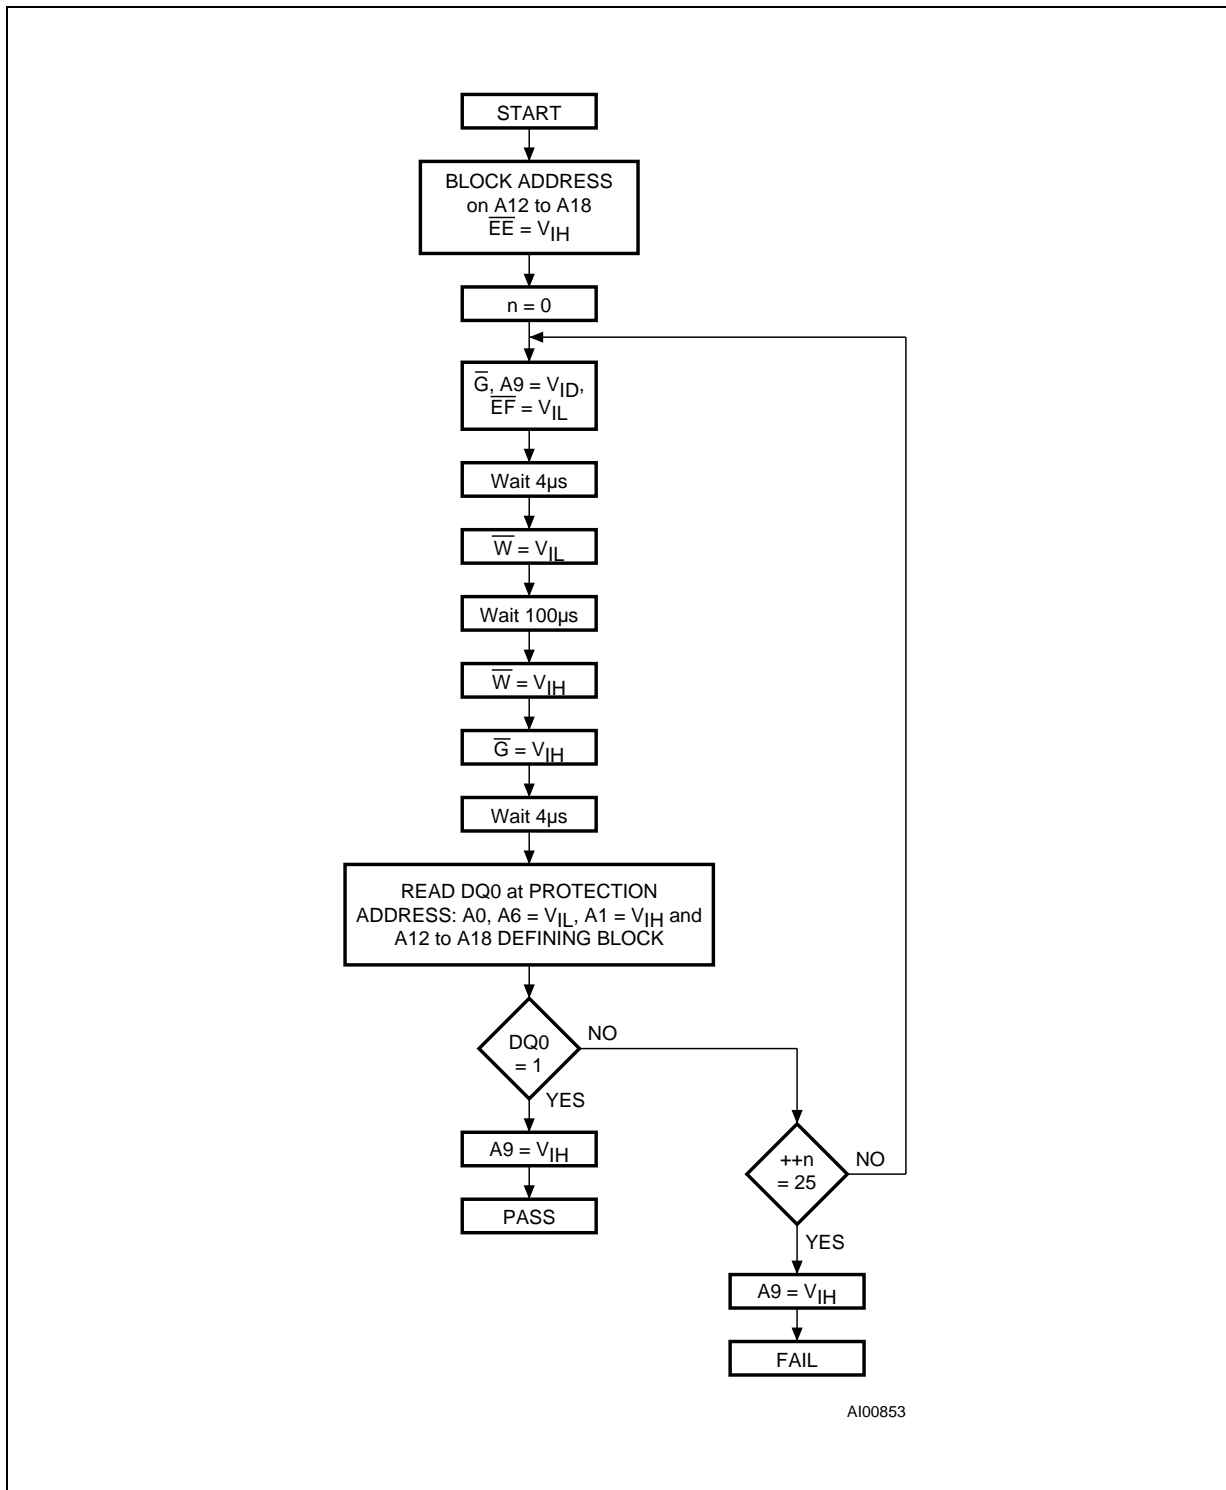 START
BLOCK ADDRESS
on A12 to A18
E̅E̅ = VIH
n = 0
G̅, A9 = VID,
E̅F̅ = VIL
Wait 4µs
W̅ = VIL
Wait 100µs
W̅ = VIH
G̅ = VIH
Wait 4µs
READ DQ0 at PROTECTION
ADDRESS: A0, A6 = VIL, A1 = VIH and
A12 to A18 DEFINING BLOCK
DQ0
= 1
NO
YES
A9 = VIH
PASS
++n
= 25
NO
YES
A9 = VIH
FAIL
AI00853